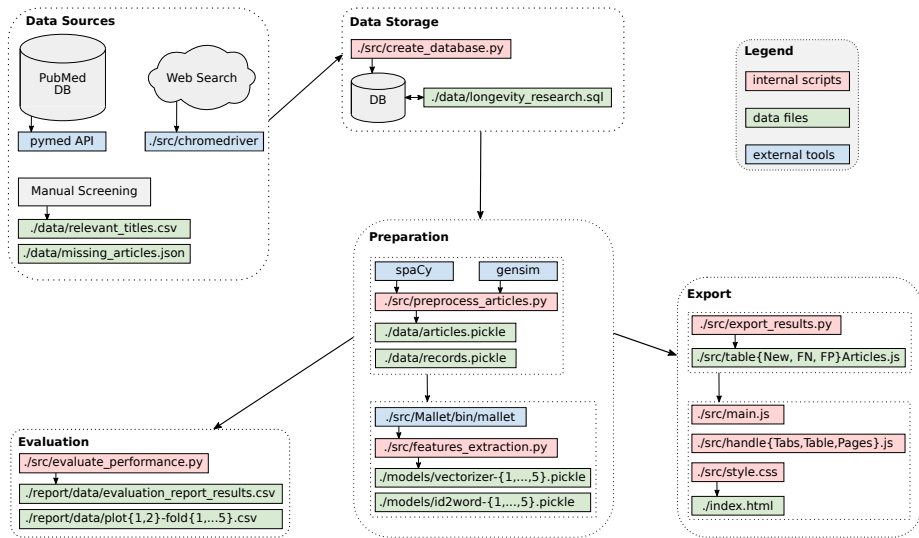 Data Sources
PubMed
DB
Web Search
pymed API
./src/chromedriver
Manual Screening
./data/relevant_titles.csv
./data/missing_articles.json
Data Storage
./src/create_database.py
DB
./data/longevity_research.sql
Legend
internal scripts
data files
external tools
Preparation
spaCy
gensim
./src/preprocess_articles.py
./data/articles.pickle
./data/records.pickle
./src/Mallet/bin/mallet
./src/features_extraction.py
./models/vectorizer-{1,...,5}.pickle
./models/id2word-{1,...,5}.pickle
Evaluation
./src/evaluate_performance.py
./report/data/evaluation_report_results.csv
./report/data/plot{1,2}-fold{1,...5}.csv
Export
./src/export_results.py
./src/table{New, FN, FP}Articles.js
./src/main.js
./src/handle{Tabs,Table,Pages}.js
./src/style.css
./index.html